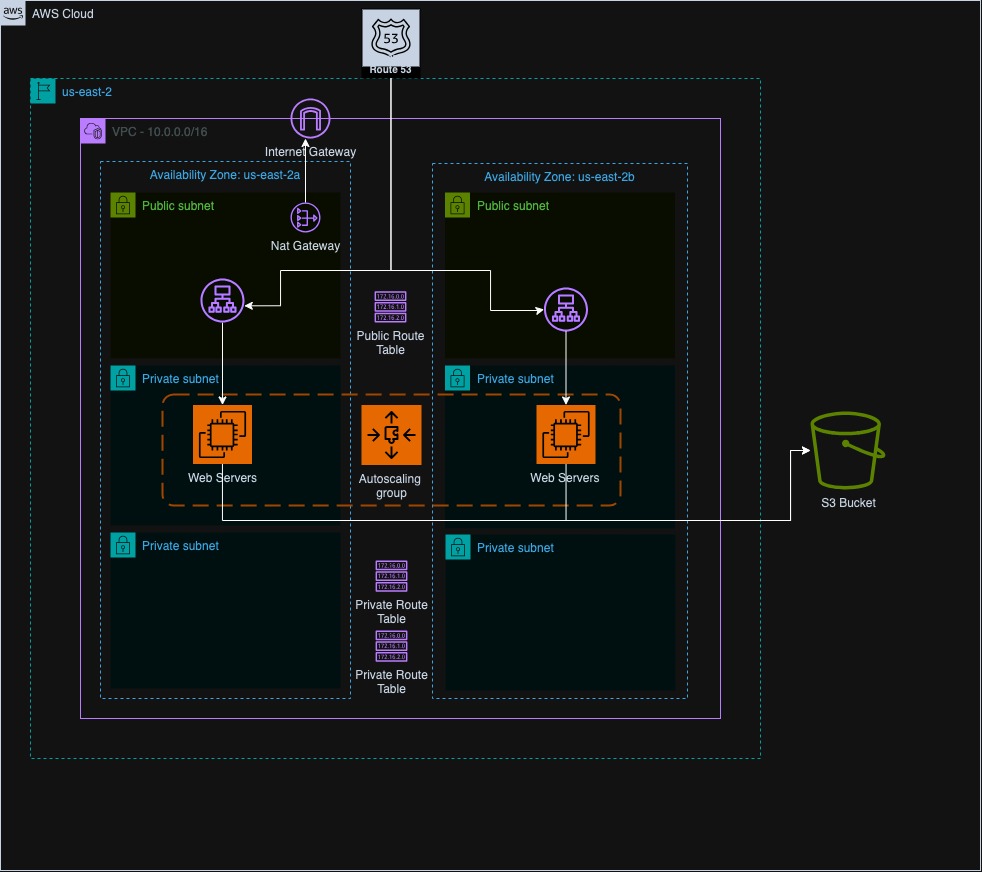 aws
AWS Cloud
53
Route 53
us-east-2
VPC - 10.0.0.0/16
Internet Gateway
Availability Zone: us-east-2a
Availability Zone: us-east-2b
Public subnet
Public subnet
Nat Gateway
172.16.0.0
172.16.1.0
172.16.2.0
Public Route
Table
Private subnet
Private subnet
Web Servers
Autoscaling
group
Web Servers
S3 Bucket
Private subnet
Private subnet
172.16.0.0
172.16.1.0
172.16.2.0
Private Route
Table
172.16.0.0
172.16.1.0
172.16.2.0
Private Route
Table